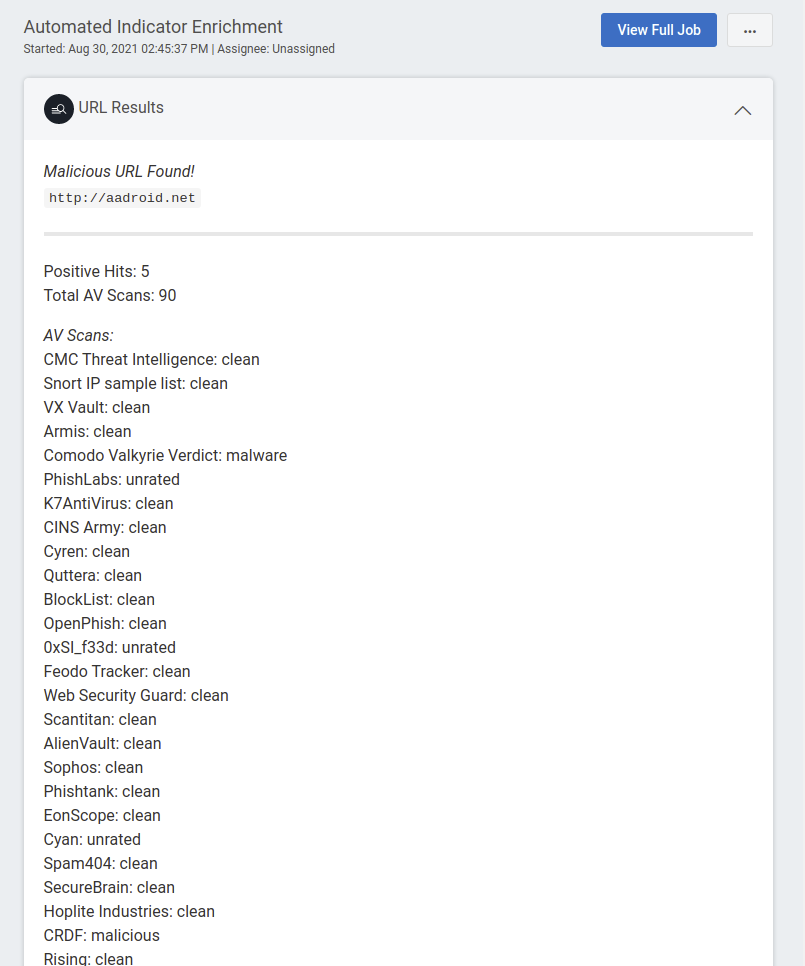 Automated Indicator Enrichment
Started: Aug 30, 2021 02:45:37 PM | Assignee: Unassigned
View Full Job
...
URL Results
Malicious URL Found!
http://aadroid.net
Positive Hits: 5
Total AV Scans: 90
AV Scans:
CMC Threat Intelligence: clean
Snort IP sample list: clean
VX Vault: clean
Armis: clean
Comodo Valkyrie Verdict: malware
PhishLabs: unrated
K7AntiVirus: clean
CINS Army: clean
Cyren: clean
Quttera: clean
BlockList: clean
OpenPhish: clean
0xSI_f33d: unrated
Feodo Tracker: clean
Web Security Guard: clean
Scantitan: clean
AlienVault: clean
Sophos: clean
Phishtank: clean
EonScope: clean
Cyan: unrated
Spam404: clean
SecureBrain: clean
Hoplite Industries: clean
CRDF: malicious
Rising: clean